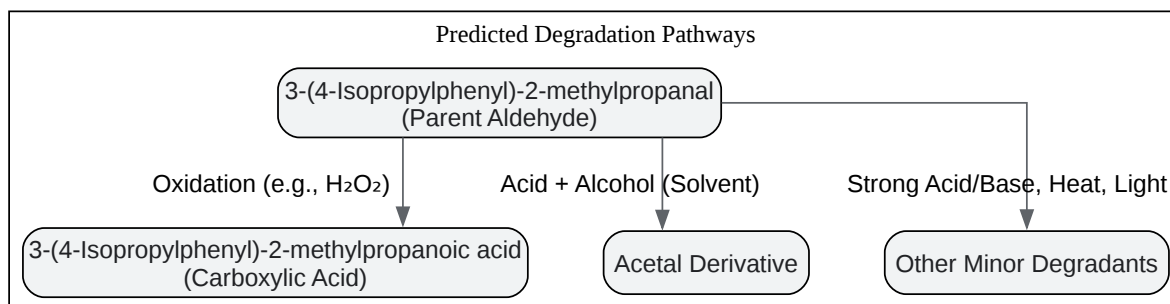 Predicted Degradation Pathways
3-(4-Isopropylphenyl)-2-methylpropanal
(Parent Aldehyde)
Oxidation (e.g., H₂O₂)
Acid + Alcohol (Solvent)
Strong Acid/Base, Heat, Light
3-(4-Isopropylphenyl)-2-methylpropanoic acid
(Carboxylic Acid)
Acetal Derivative
Other Minor Degradants